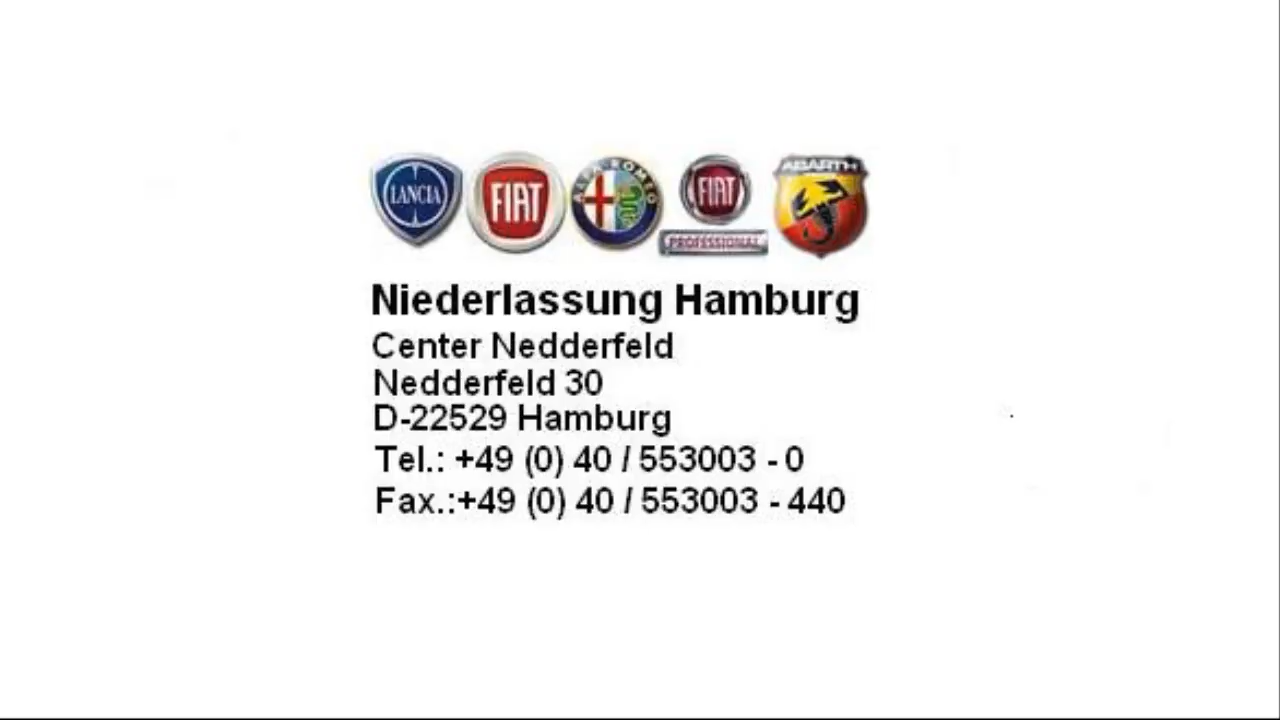 LANCIA FIAT ALFA ROMEO FIAT ABARTH
PROFESSIONAL
Niederlassung Hamburg
Center Nedderfeld
Nedderfeld 30
D-22529 Hamburg
Tel.: +49 (0) 40 / 553003 - 0
Fax.:+49 (0) 40 / 553003 - 440